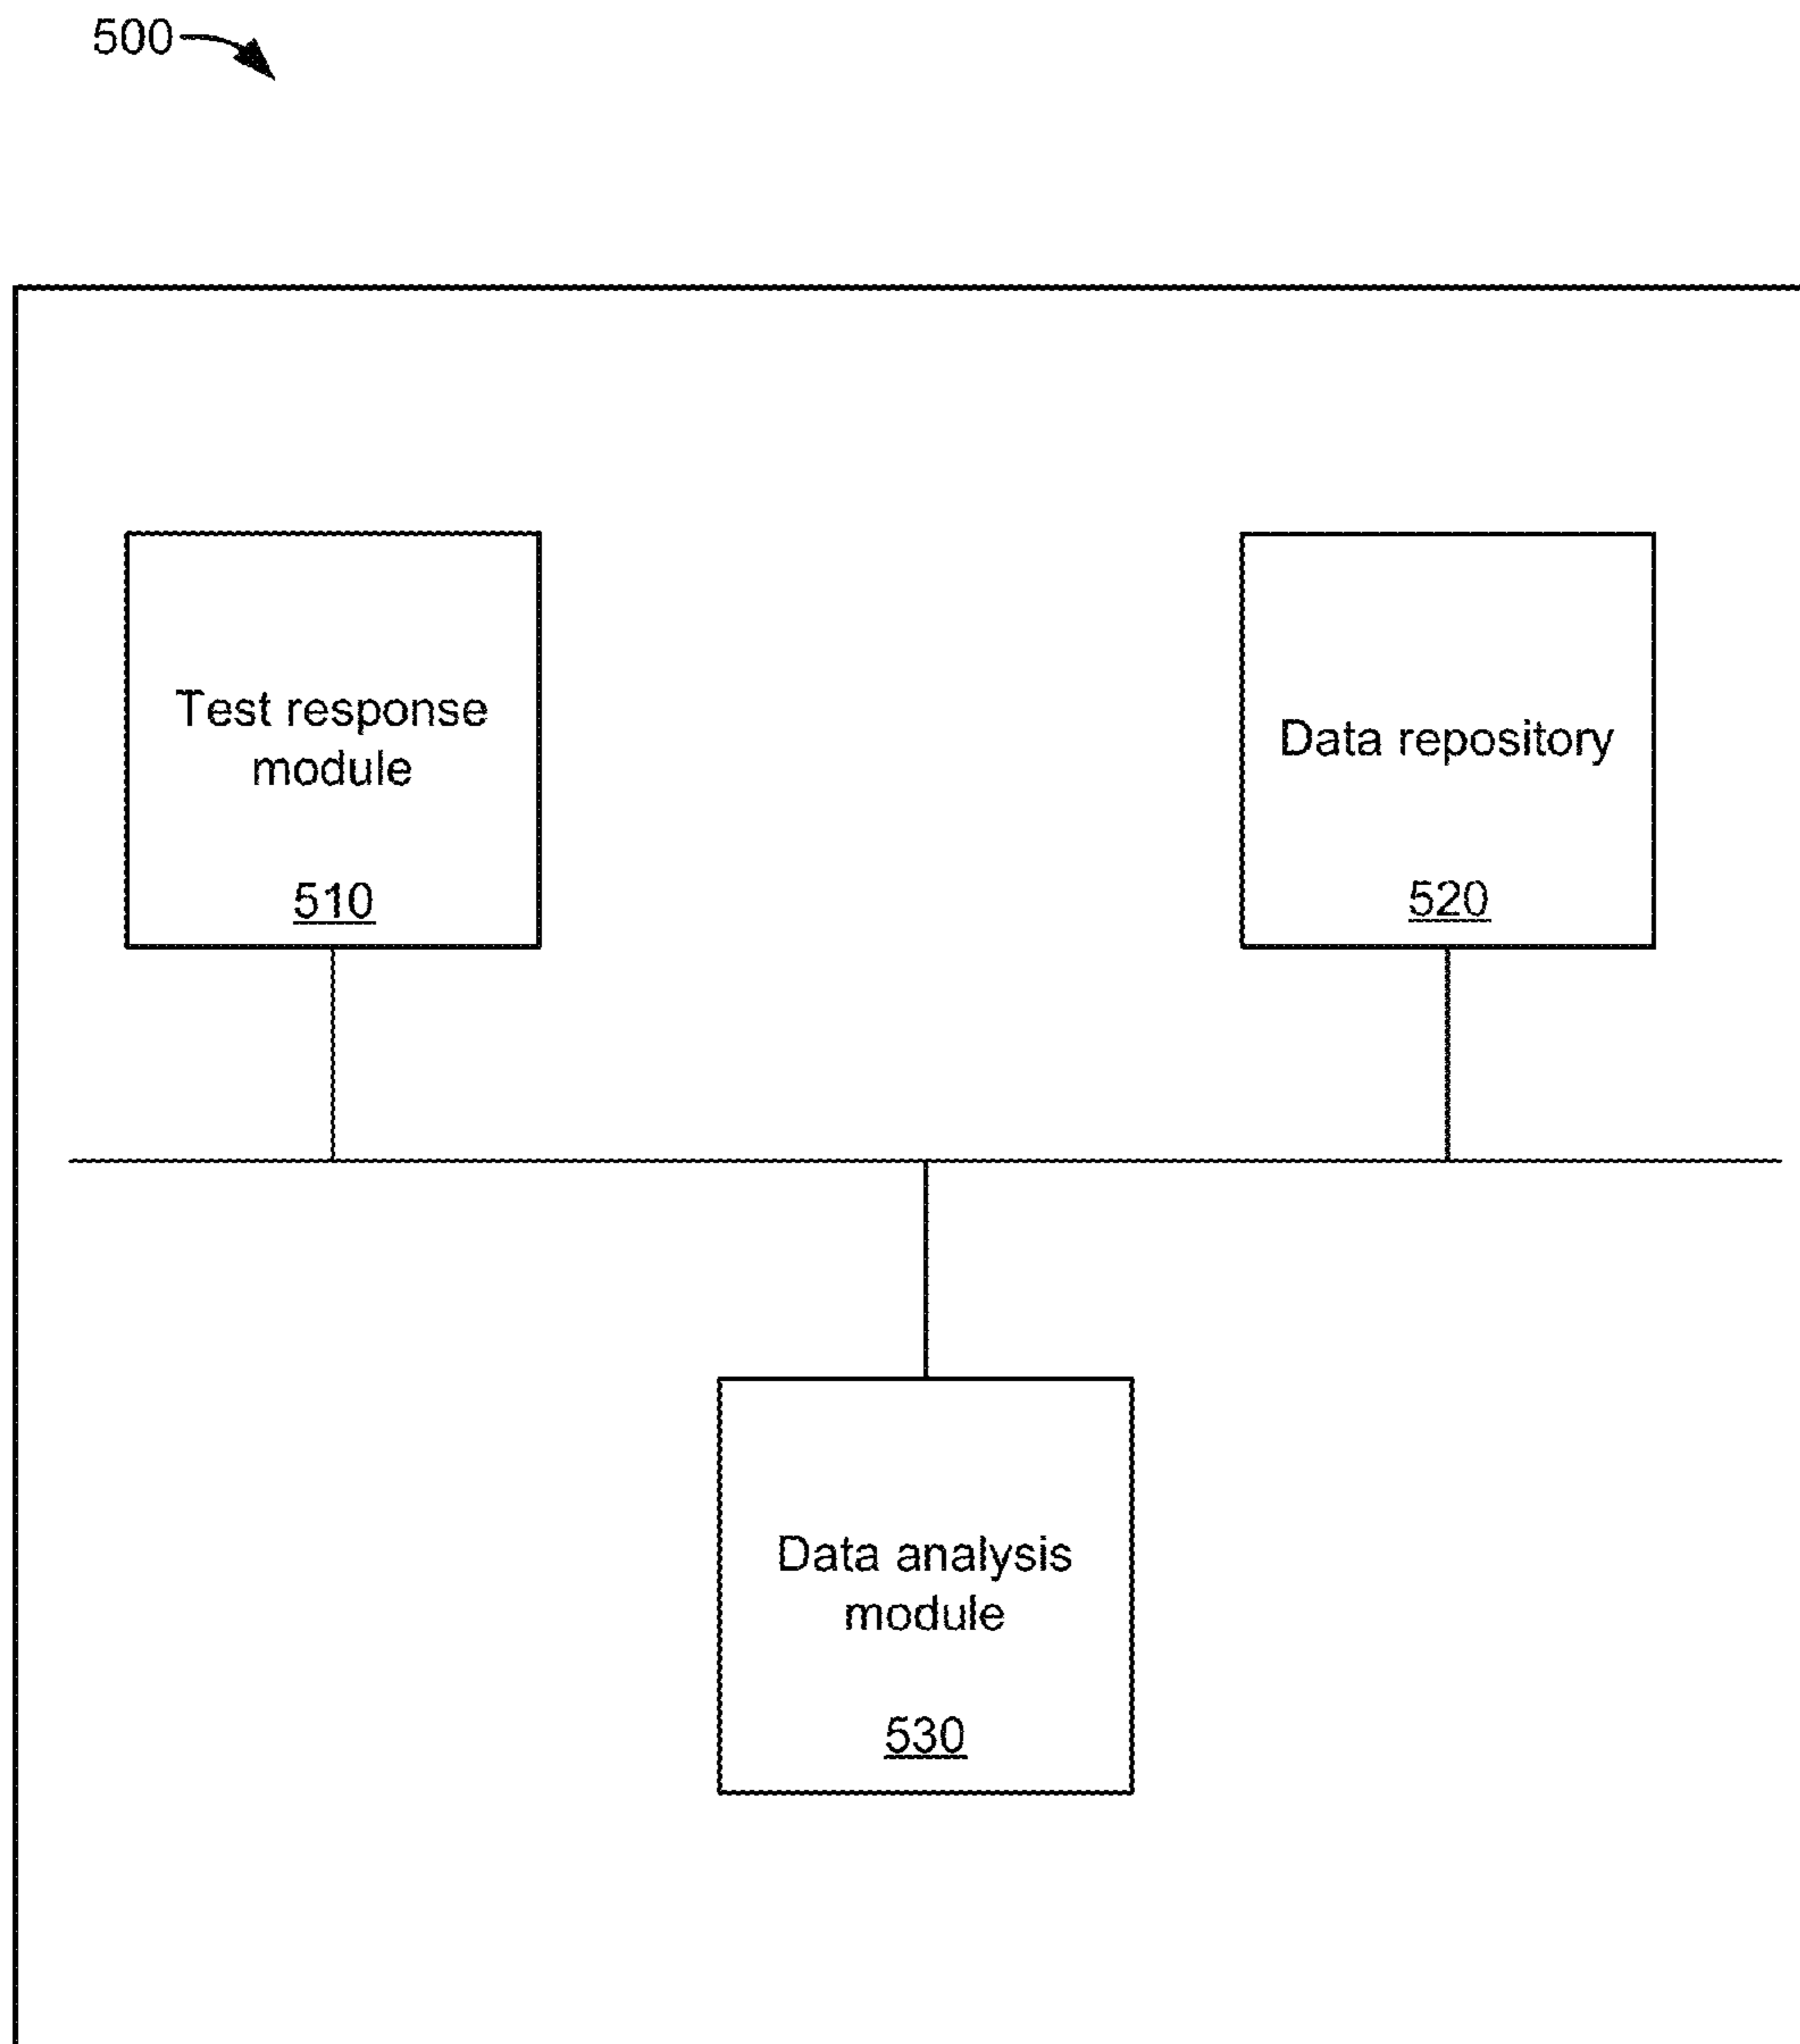 500
Test response
module
510
Data repository
520
Data analysis
module
530